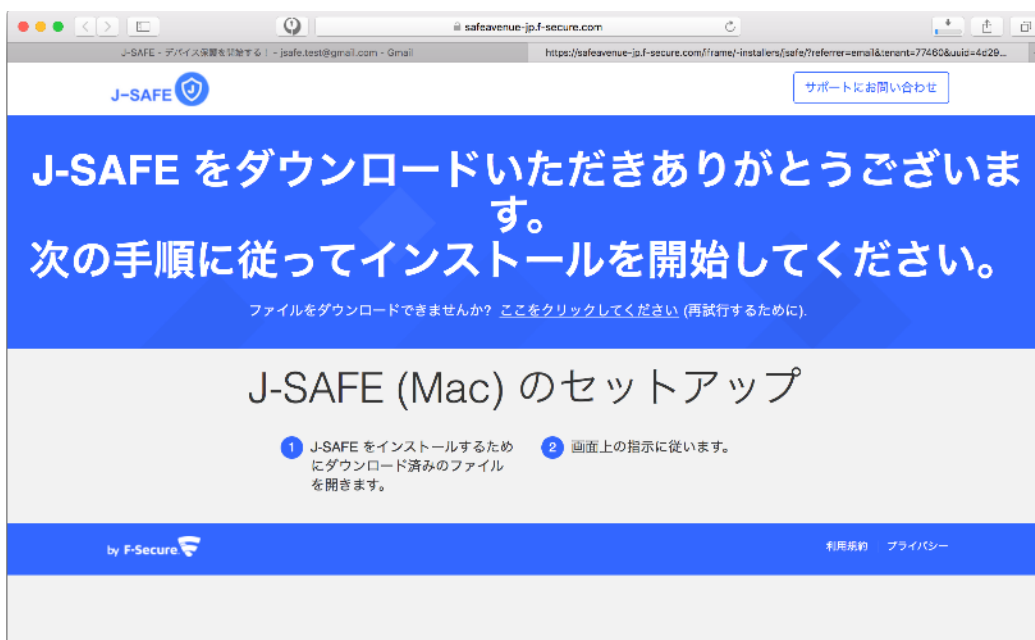 safeavenue-jp.f-secure.com
J-SAFE - デバイス保護を開始する！ - jsafe.test@gmail.com - Gmail
https://safeavenue-jp.f-secure.com/iframe/-installers/jsafe/?referrer=email&tenant=77460&uuid=4d29...
J-SAFE
サポートにお問い合わせ
J-SAFE をダウンロードいただきありがとうございま
す。
次の手順に従ってインストールを開始してください。
ファイルをダウンロードできませんか? ここをクリックしてください (再試行するために).
J-SAFE (Mac) のセットアップ
1 J-SAFE をインストールするため
にダウンロード済みのファイル
を開きます。
2 画面上の指示に従います。
by F-Secure.
利用規約 プライバシー